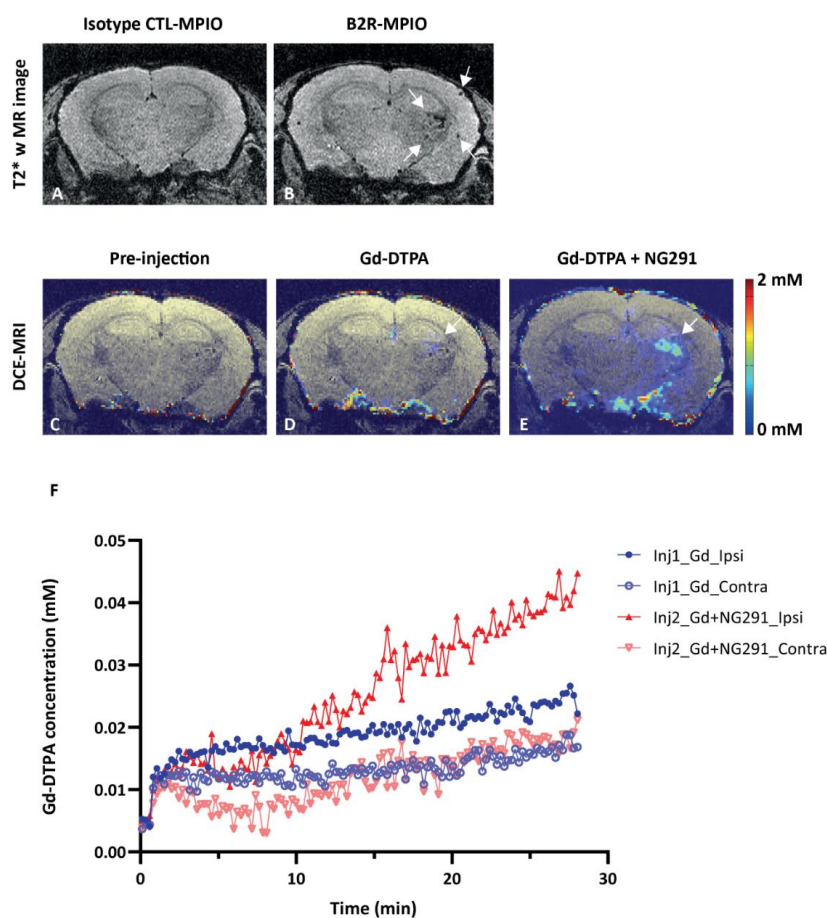 Isotype CTL-MPIO
B2R-MPIO
T2* w MR image
A
B
Pre-injection
Gd-DTPA
Gd-DTPA + NG291
DCE-MRI
C
D
E
2 mM
0 mM
F
Gd-DTPA concentration (mM)
0.05
0.04
0.03
0.02
0.01
0.00
0
10
20
30
Time (min)
Inj1_Gd_Ipsi
Inj1_Gd_Contra
Inj2_Gd+NG291_Ipsi
Inj2_Gd+NG291_Contra